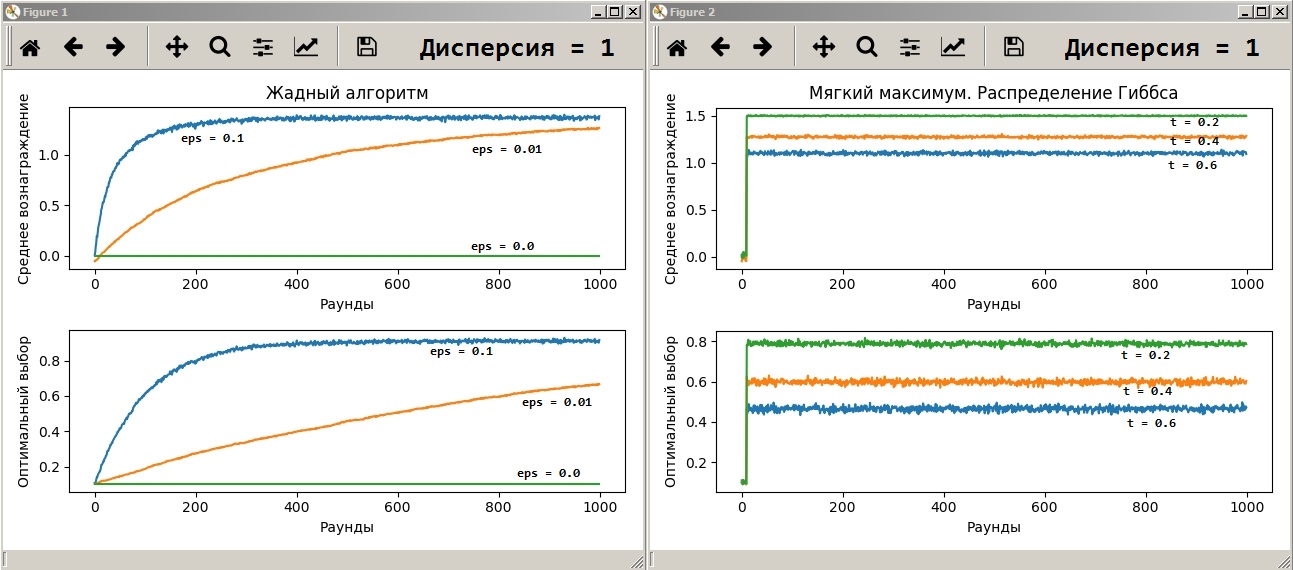 Figure 1
Дисперсия = 1
Жадный алгоритм
Среднее вознаграждение
1.0
0.5
0.0
eps = 0.1
eps = 0.01
eps = 0.0
0 200 400 600 800 1000
Раунды
Оптимальный выбор
0.8
0.6
0.4
0.2
eps = 0.1
eps = 0.01
eps = 0.0
0 200 400 600 800 1000
Раунды
Figure 2
Дисперсия = 1
Мягкий максимум. Распределение Гиббса
Среднее вознаграждение
1.5
1.0
0.5
0.0
t = 0.2
t = 0.4
t = 0.6
0 200 400 600 800 1000
Раунды
Оптимальный выбор
0.8
0.6
0.4
0.2
t = 0.2
t = 0.4
t = 0.6
0 200 400 600 800 1000
Раунды